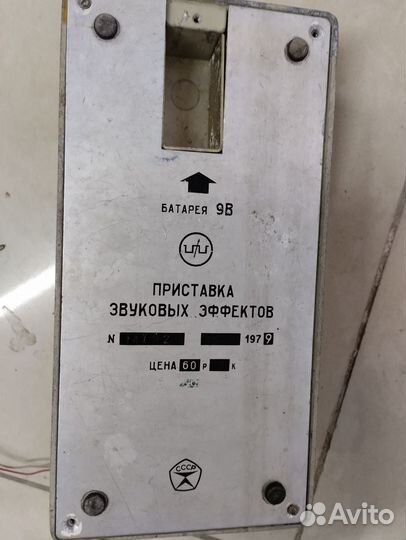 БАТАРЕЯ 9В
ПРИСТАВКА
ЗВУКОВЫХ ЭФФЕКТОВ
N 1979
ЦЕНА 60 Р К
СССР
Avito